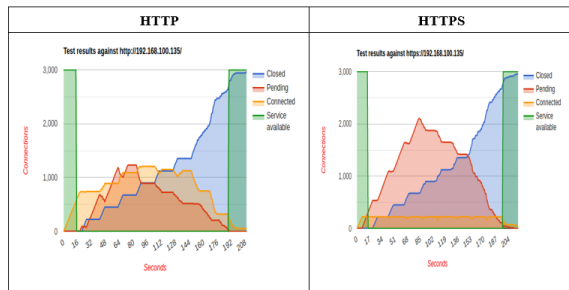 HTTP
HTTPS
Test results against http://192.168.100.135/
Test results against https://192.168.100.135/
3,000
2,000
1,000
0
Connections
0 16 32 48 64 80 96 112 128 144 160 176 192 208
Seconds
Closed
Pending
Connected
Service
available
3,000
2,000
1,000
0
Connections
0 17 34 51 68 85 102 119 136 153 170 187 204
Seconds
Closed
Pending
Connected
Service
available